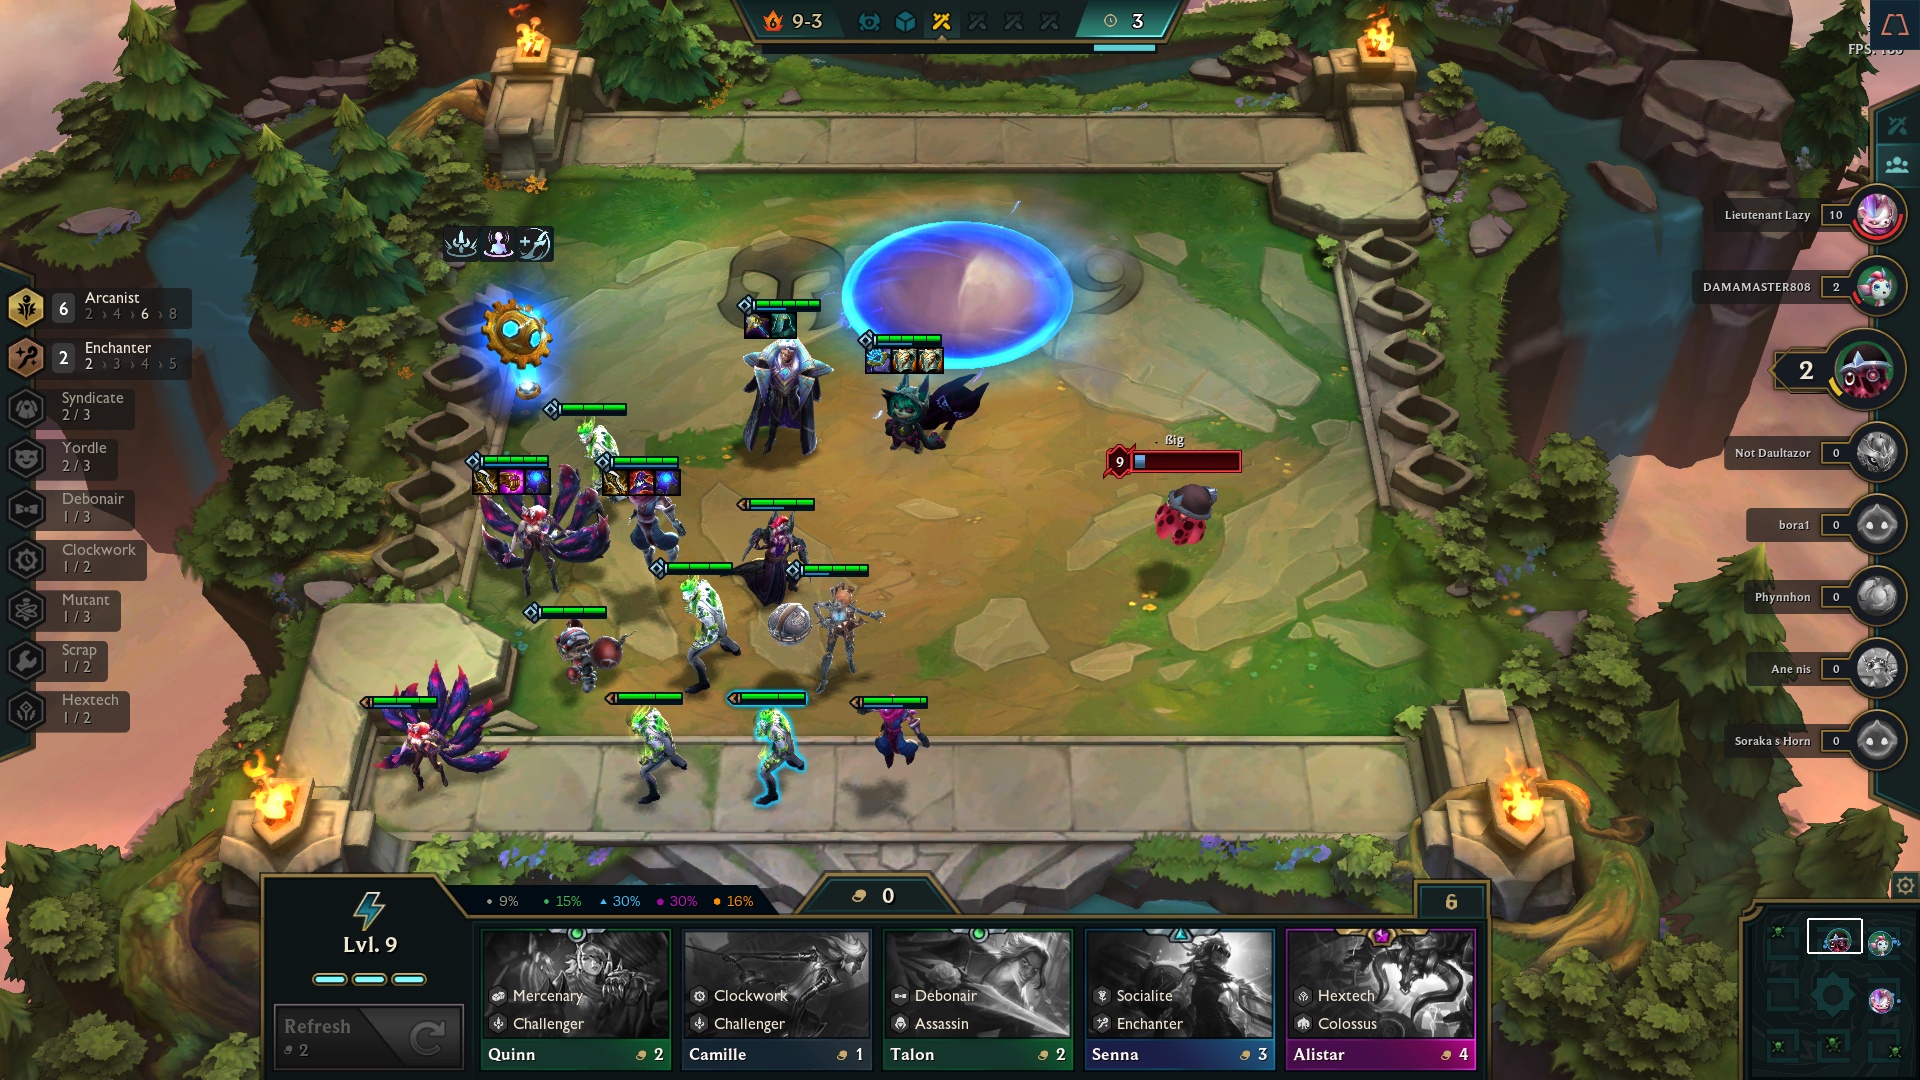 9-3
3
FPS:
Lieutenant Lazy 10
DAMAMASTER808 2
2
Not Daultazor 0
bora1 0
Phynnhon 0
Ane nis 0
Soraka s Horn 0
6 Arcanist
2 › 4 › 6 › 8
2 Enchanter
2 › 3 › 4 › 5
Syndicate
2 / 3
Yordle
2 / 3
Debonair
1 / 3
Clockwork
1 / 2
Mutant
1 / 3
Scrap
1 / 2
Hextech
1 / 2
ßig
9
9% 15% 30% 30% 16%
0
6
Lvl. 9
Refresh
2
Mercenary
Challenger
Quinn 2
Clockwork
Challenger
Camille 1
Debonair
Assassin
Talon 2
Socialite
Enchanter
Senna 3
Hextech
Colossus
Alistar 4